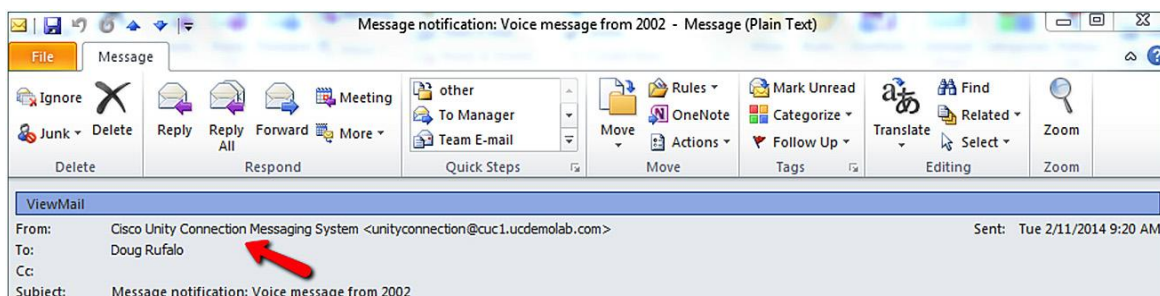 Message notification: Voice message from 2002 - Message (Plain Text)
File Message
Ignore
Junk
Delete
Delete
Reply
Reply All
Forward
Meeting
More
Respond
other
To Manager
Team E-mail
Quick Steps
Move
Rules
OneNote
Actions
Move
Mark Unread
Categorize
Follow Up
Tags
Translate
Find
Related
Select
Editing
Zoom
Zoom
ViewMail
From: Cisco Unity Connection Messaging System <unityconnection@cuc1.ucdemolab.com> Sent: Tue 2/11/2014 9:20 AM
To: Doug Rufalo
Cc:
Subject: Message notification: Voice message from 2002